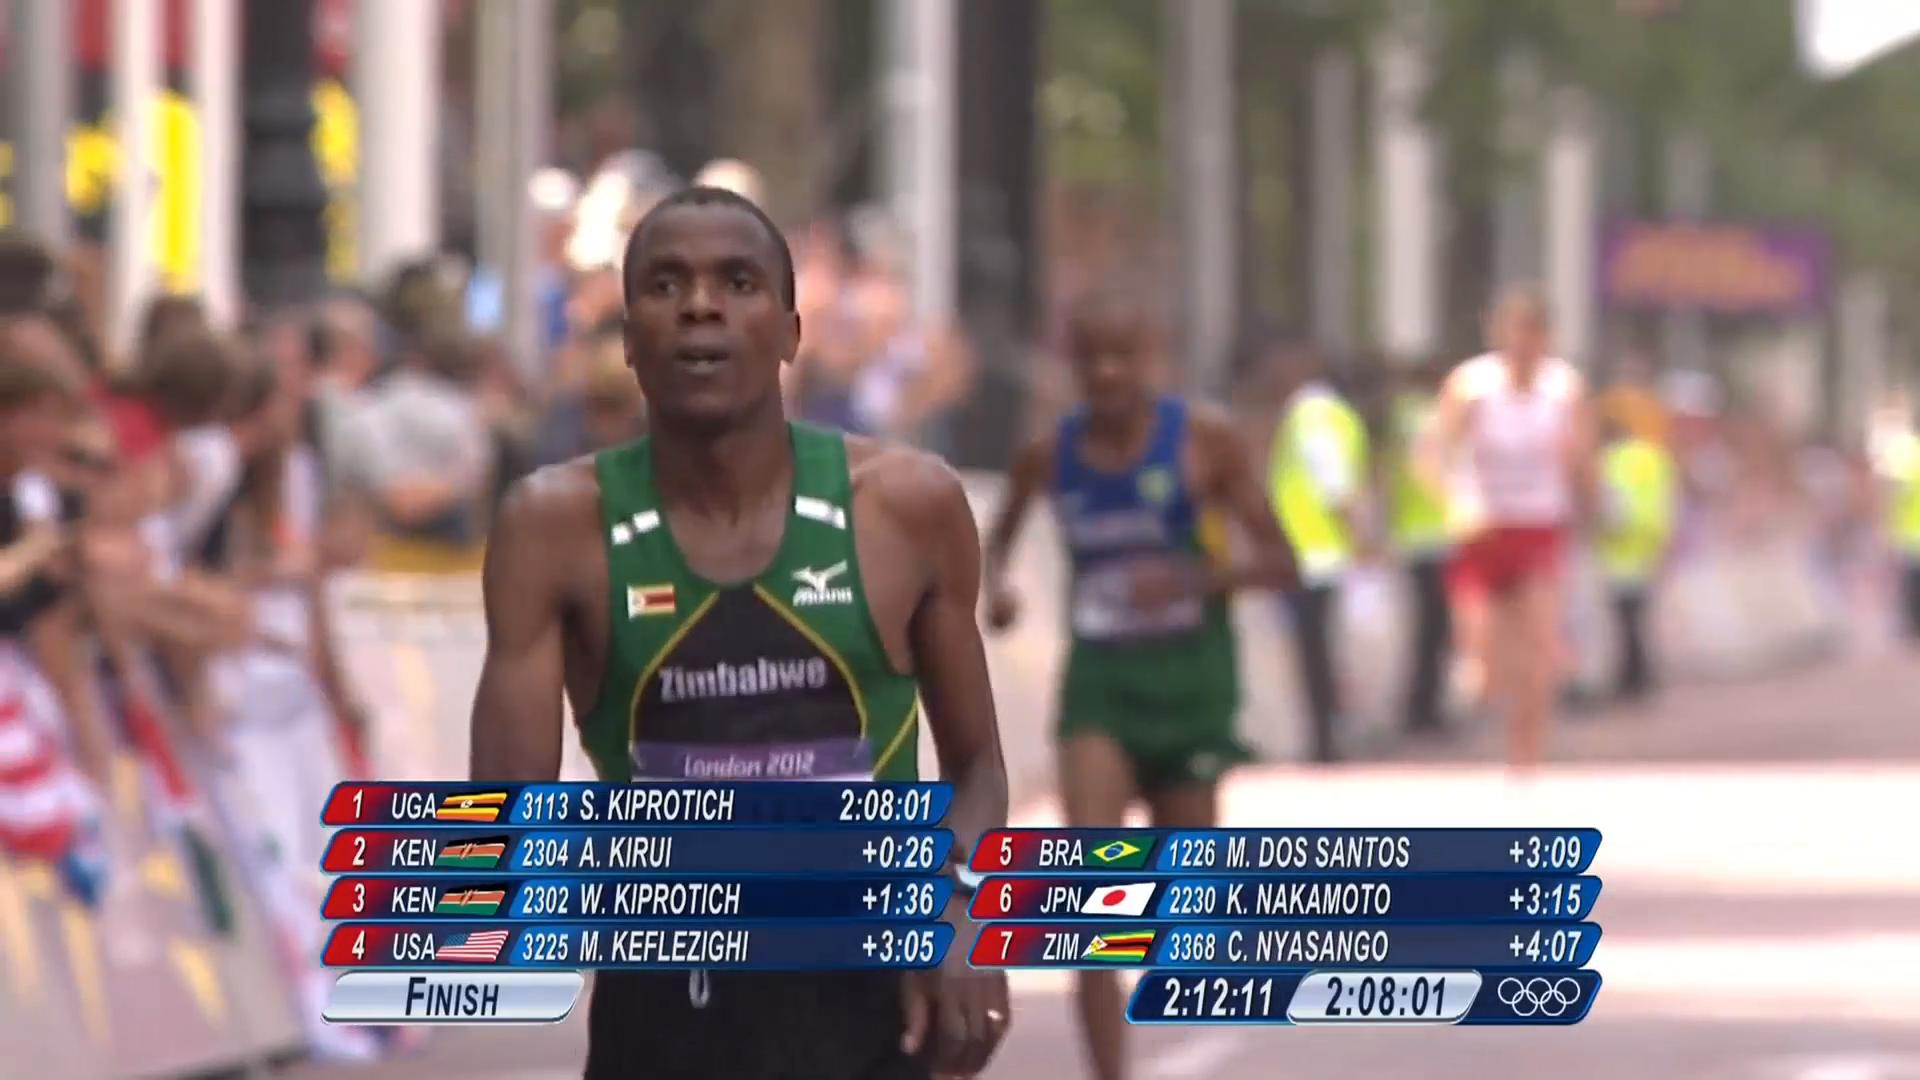 MIZUNO
Zimbabwe
London 2012
1 UGA 3113 S. KIPROTICH 2:08:01
2 KEN 2304 A. KIRUI +0:26
3 KEN 2302 W. KIPROTICH +1:36
4 USA 3225 M. KEFLEZIGHI +3:05
5 BRA 1226 M. DOS SANTOS +3:09
6 JPN 2230 K. NAKAMOTO +3:15
7 ZIM 3368 C. NYASANGO +4:07
FINISH
2:12:11 2:08:01